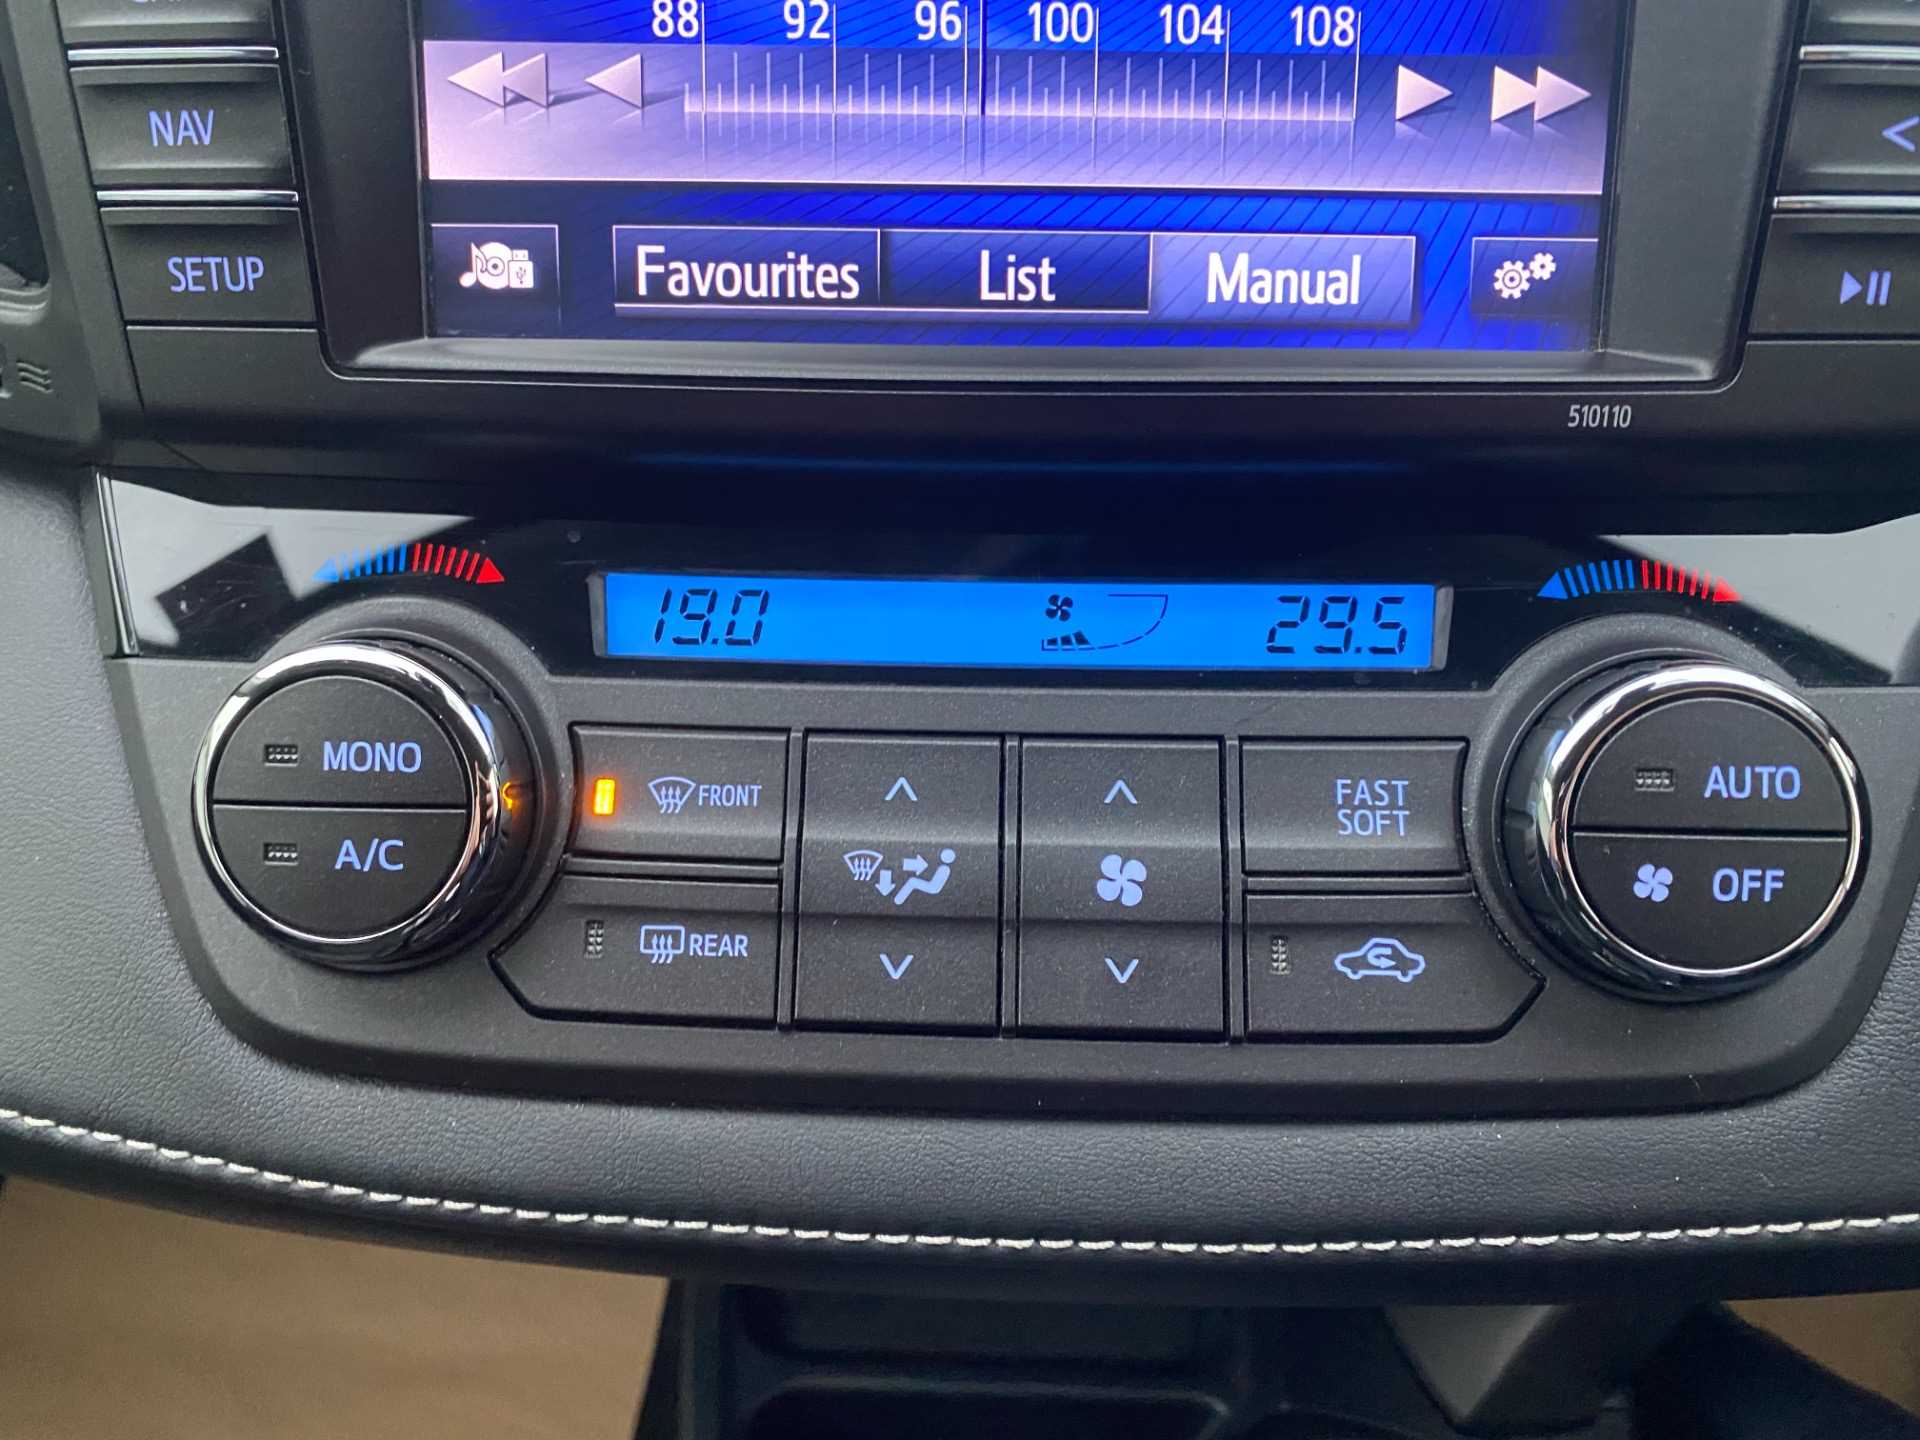 88 92 96 100 104 108
NAV
SETUP
Favourites List Manual
510110
19.0 29.5
MONO
A/C
FRONT
REAR
FAST
SOFT
AUTO
OFF